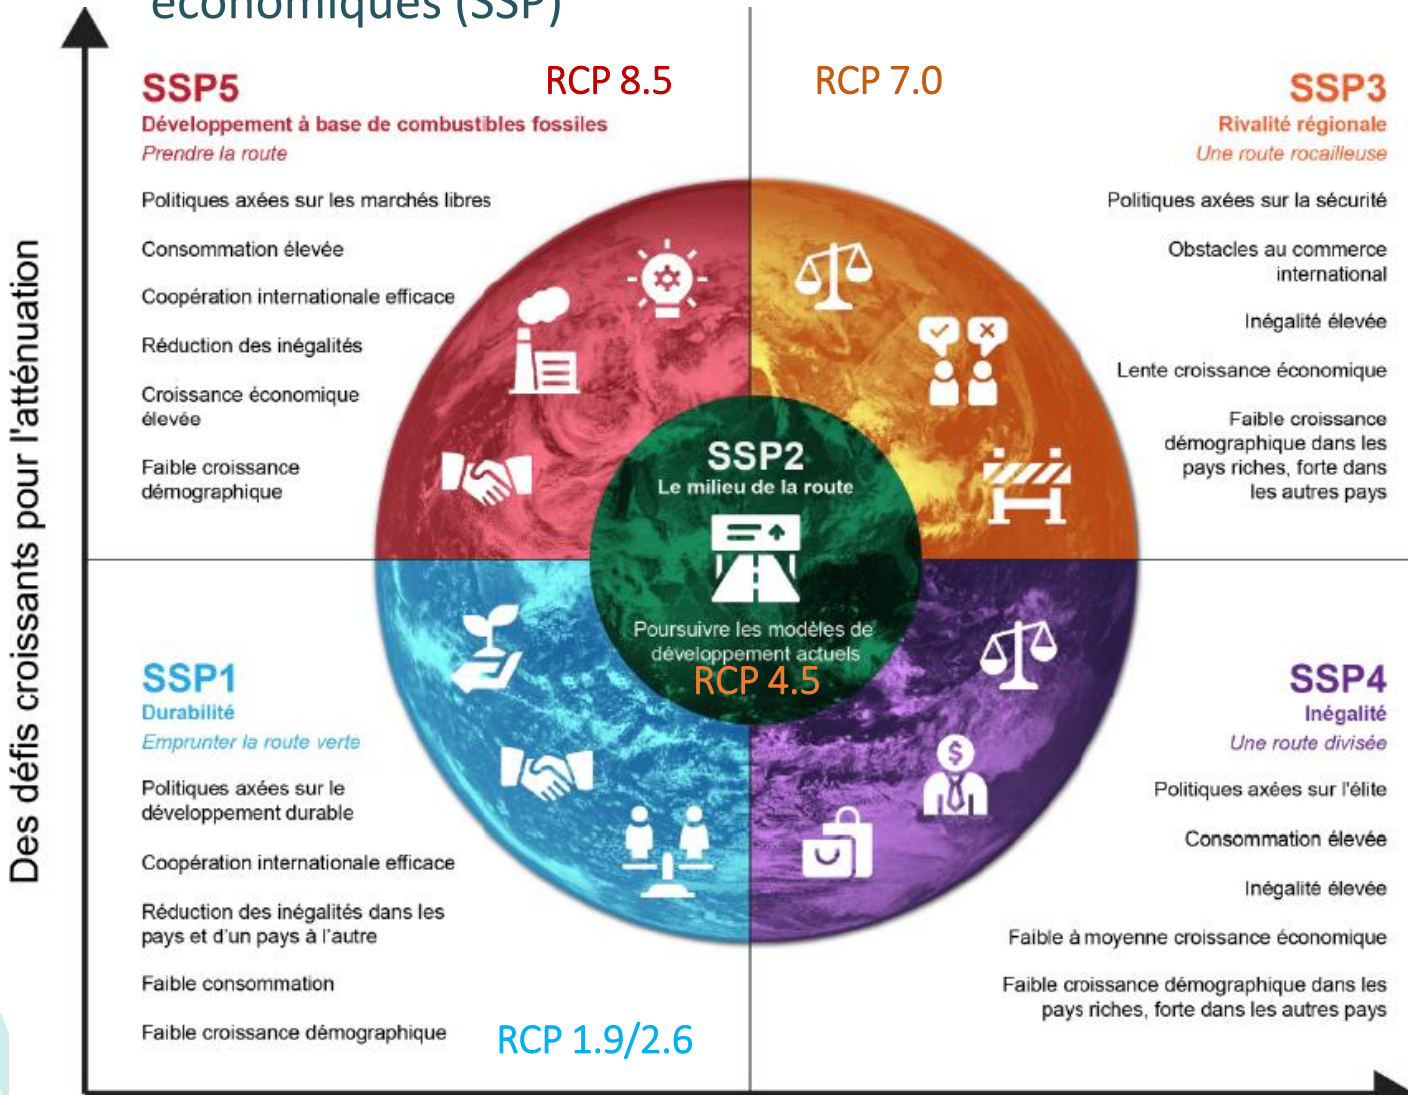 économiques (SSP)
SSP5
Développement à base de combustibles fossiles
Prendre la route
Politiques axées sur les marchés libres
Consommation élevée
Coopération internationale efficace
Réduction des inégalités
Croissance économique
élevée
Faible croissance
démographique
RCP 8.5
RCP 7.0
SSP3
Rivalité régionale
Une route rocailleuse
Politiques axées sur la sécurité
Obstacles au commerce
international
Inégalité élevée
Lente croissance économique
Faible croissance
démographique dans les
pays riches, forte dans
les autres pays
SSP2
Le milieu de la route
Poursuivre les modèles de
développement actuels
RCP 4.5
SSP1
Durabilité
Emprunter la route verte
Politiques axées sur le
développement durable
Coopération internationale efficace
Réduction des inégalités dans les
pays et d'un pays à l'autre
Faible consommation
Faible croissance démographique
RCP 1.9/2.6
SSP4
Inégalité
Une route divisée
Politiques axées sur l'élite
Consommation élevée
Inégalité élevée
Faible à moyenne croissance économique
Faible croissance démographique dans les
pays riches, forte dans les autres pays
Des défis croissants pour l'atténuation